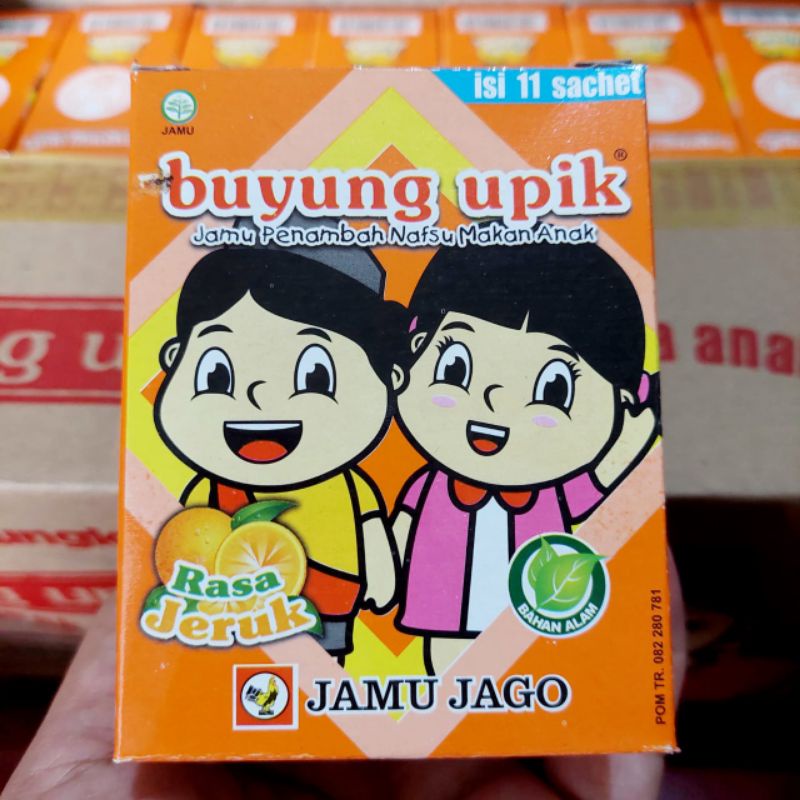 isi 11 sachet
JAMU
buyung upik®
Jamu Penambah Nafsu Makan Anak
Rasa
Jeruk
BAHAN ALAM
POM TR. 082 280 781
JAMU JAGO